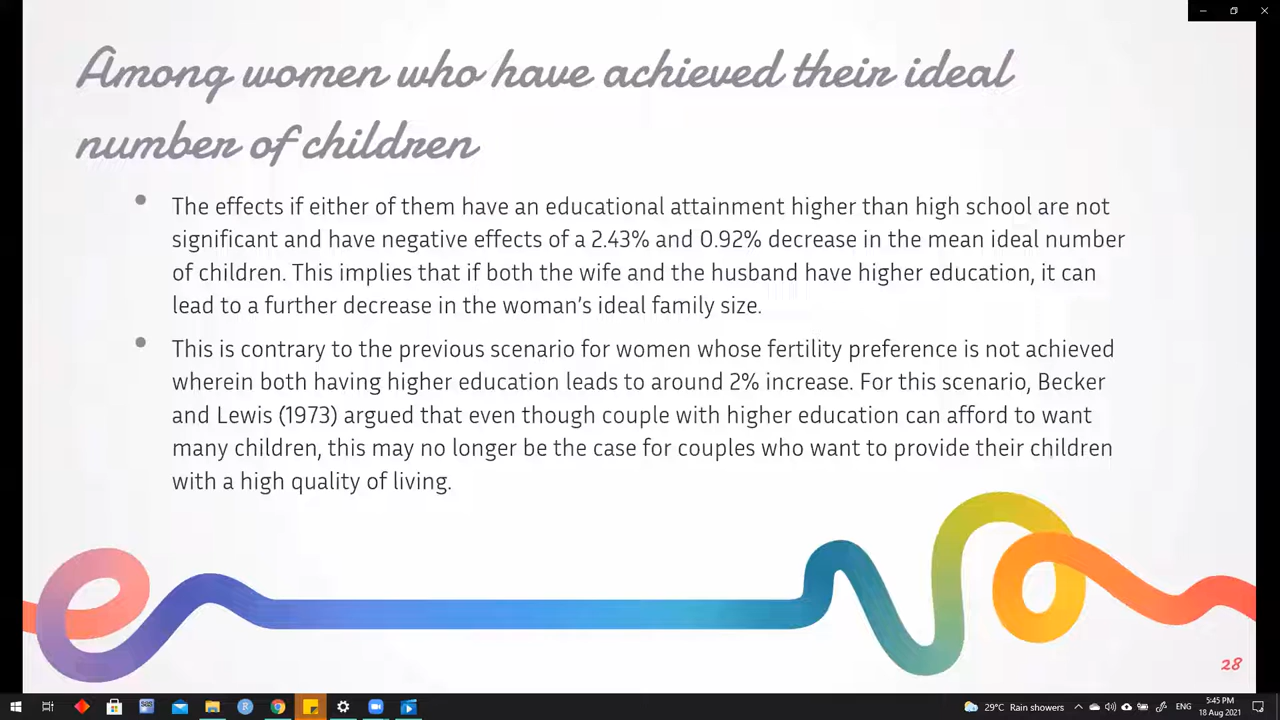 Among women who have achieved their ideal
number of children
The effects if either of them have an educational attainment higher than high school are not
significant and have negative effects of a 2.43% and 0.92% decrease in the mean ideal number
of children. This implies that if both the wife and the husband have higher education, it can
lead to a further decrease in the woman’s ideal family size.
This is contrary to the previous scenario for women whose fertility preference is not achieved
wherein both having higher education leads to around 2% increase. For this scenario, Becker
and Lewis (1973) argued that even though couple with higher education can afford to want
many children, this may no longer be the case for couples who want to provide their children
with a high quality of living.
28
29°C Rain showers
ENG
5:45 PM
18 Aug 2021